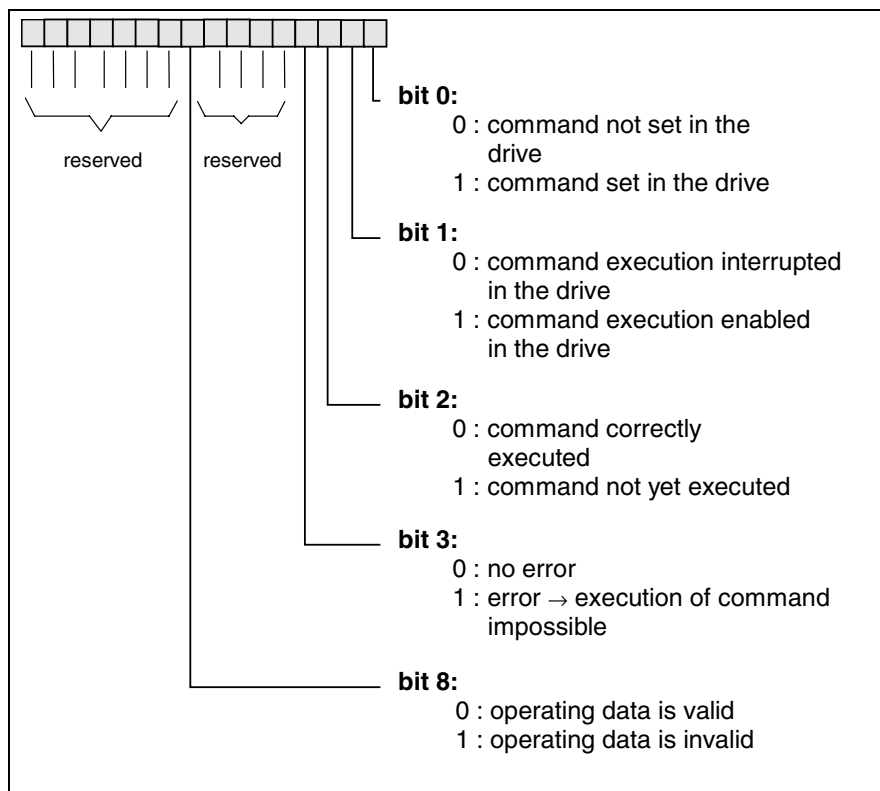 reserved
reserved
bit 0:
0 : command not set in the
drive
1 : command set in the drive
bit 1:
0 : command execution interrupted
in the drive
1 : command execution enabled
in the drive
bit 2:
0 : command correctly
executed
1 : command not yet executed
bit 3:
0 : no error
1 : error → execution of command
impossible
bit 8:
0 : operating data is valid
1 : operating data is invalid